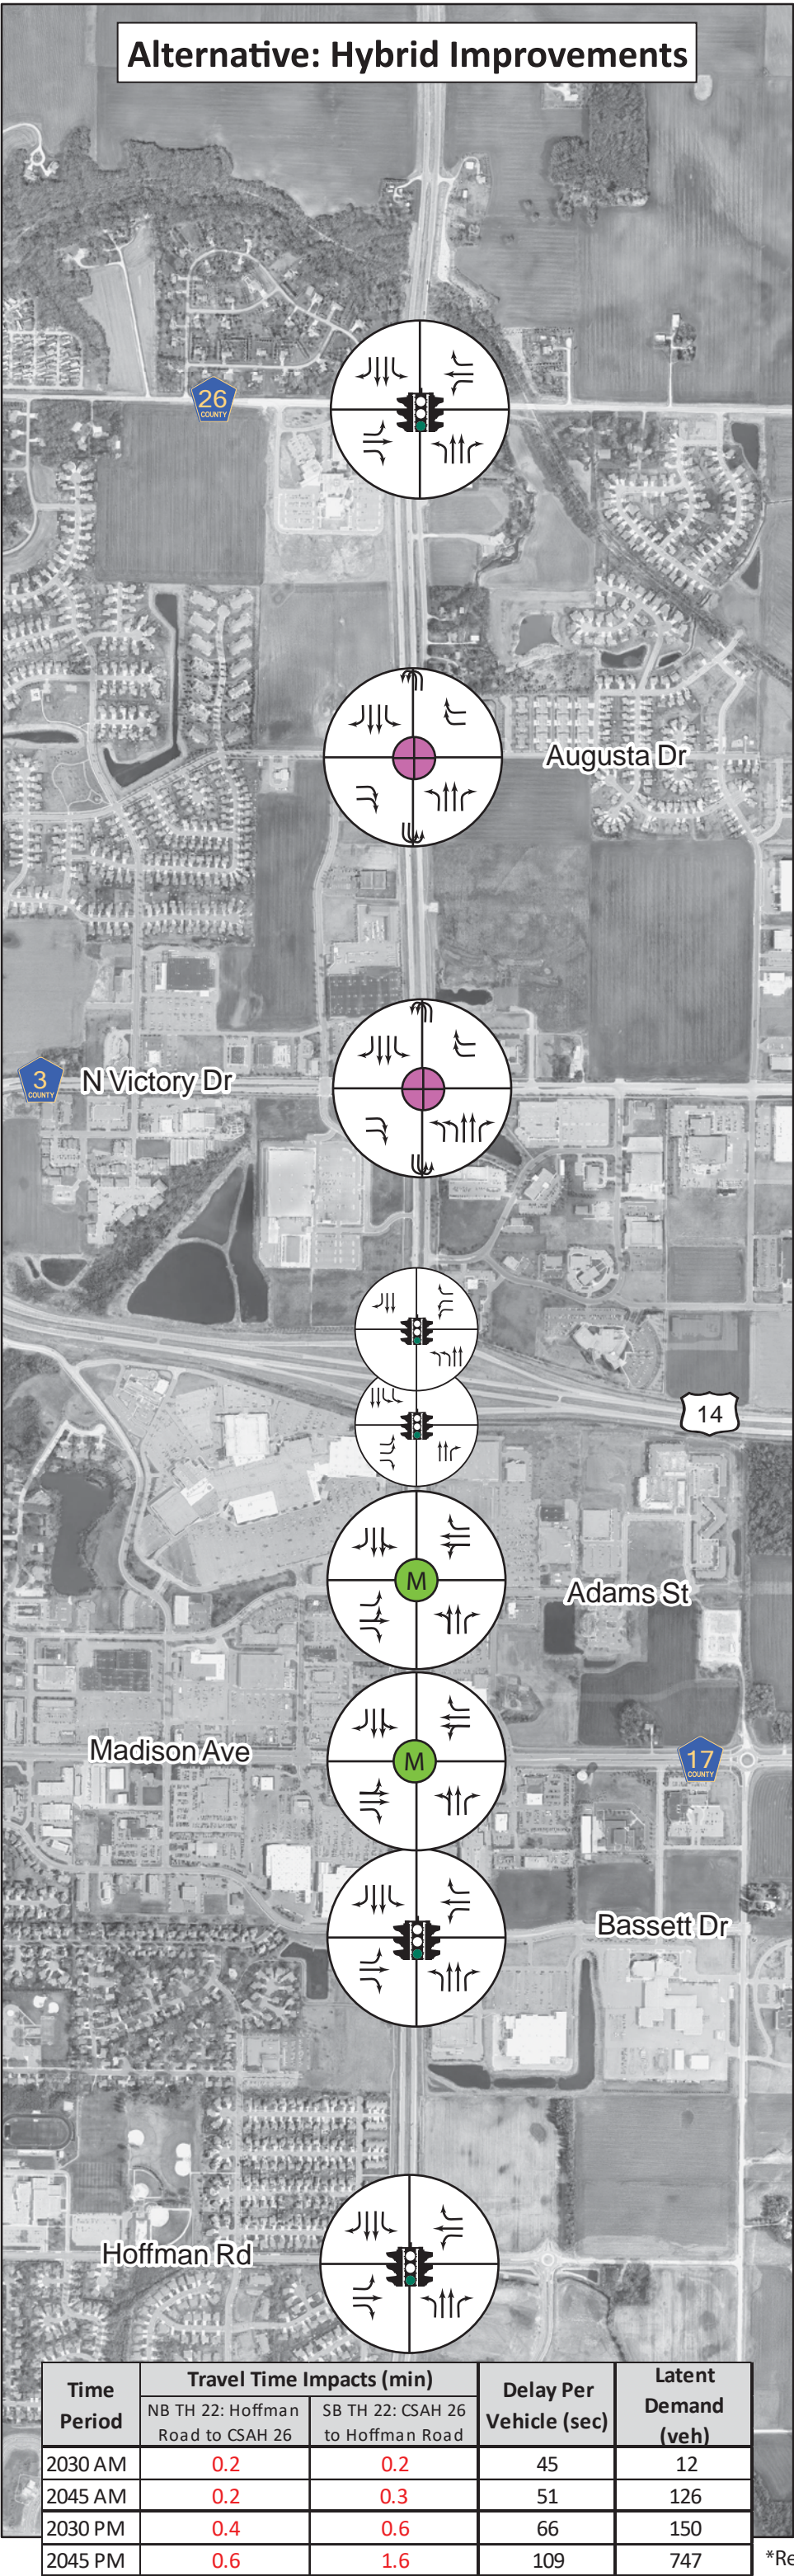 Alternative: Hybrid Improvements
26
COUNTY
Augusta Dr
3
COUNTY
N Victory Dr
14
M
Adams St
Madison Ave
M
17
COUNTY
Bassett Dr
Hoffman Rd
Time Period
Travel Time Impacts (min)
NB TH 22: Hoffman Road to CSAH 26
SB TH 22: CSAH 26 to Hoffman Road
Delay Per Vehicle (sec)
Latent Demand (veh)
2030 AM 0.2 0.2 45 12
2045 AM 0.2 0.3 51 126
2030 PM 0.4 0.6 66 150
2045 PM 0.6 1.6 109 747
*Re